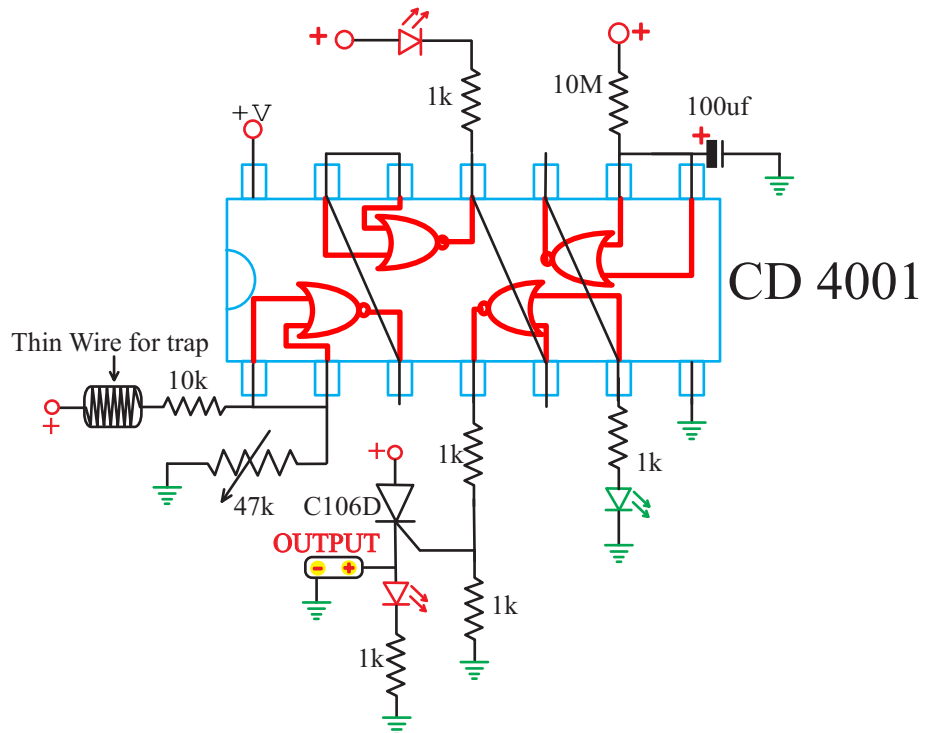 +
+
1k
10M
100uf
+
+V
CD 4001
Thin Wire for trap
10k
+
47k
+
C106D
1k
1k
OUTPUT
- +
1k
1k